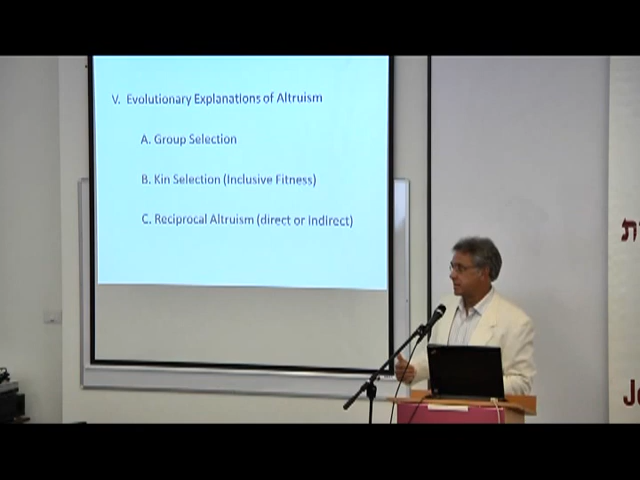 V. Evolutionary Explanations of Altruism
A. Group Selection
B. Kin Selection (Inclusive Fitness)
C. Reciprocal Altruism (direct or indirect)